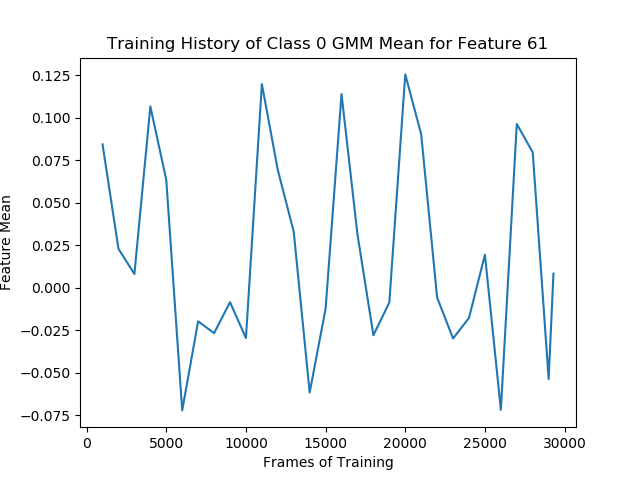 Training History of Class 0 GMM Mean for Feature 61
0.125
0.100
0.075
0.050
0.025
0.000
−0.025
−0.050
−0.075
Feature Mean
0 5000 10000 15000 20000 25000 30000
Frames of Training